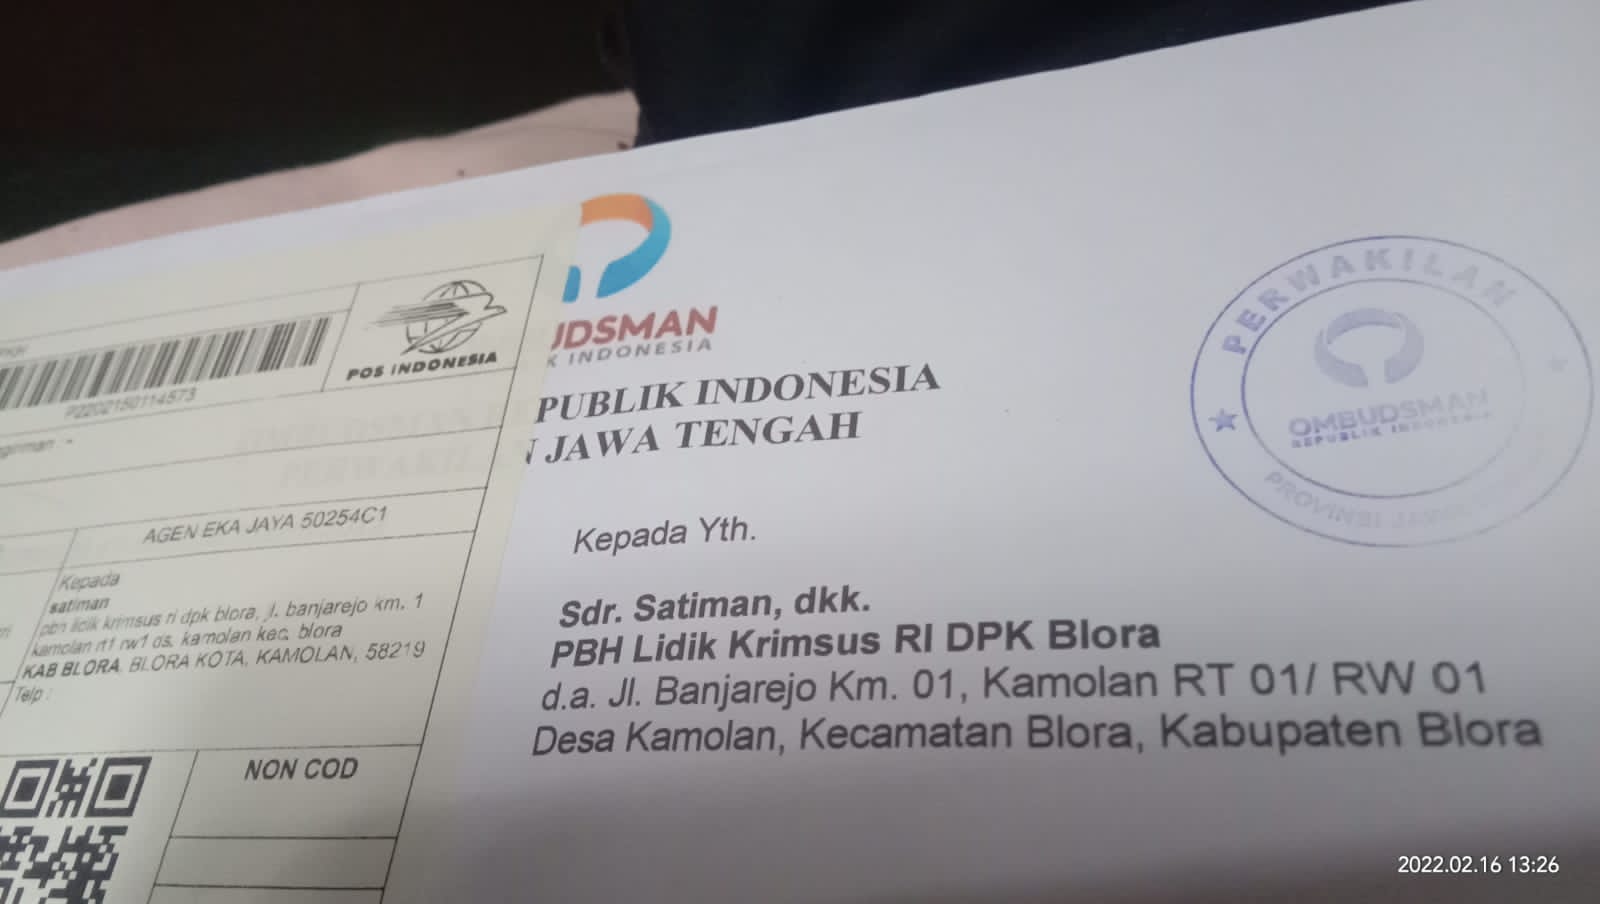 P2202150114573
POS INDONESIA
AGEN EKA JAYA 50254C1
Kepada
satiman
pbh lidik krimsus ri dpk blora, jl. banjarejo km. 1
kamolan rt1 rw1 ds. kamolan kec. blora
KAB BLORA, BLORA KOTA, KAMOLAN, 58219
Telp :
NON COD
UDSMAN
K INDONESIA
PUBLIK INDONESIA
N JAWA TENGAH
Kepada Yth.
Sdr. Satiman, dkk.
PBH Lidik Krimsus RI DPK Blora
d.a. Jl. Banjarejo Km. 01, Kamolan RT 01/ RW 01
Desa Kamolan, Kecamatan Blora, Kabupaten Blora
PERWAKILAN
OMBUDSMAN
REPUBLIK INDONESIA
PROVINSI JAWA
2022.02.16 13:26